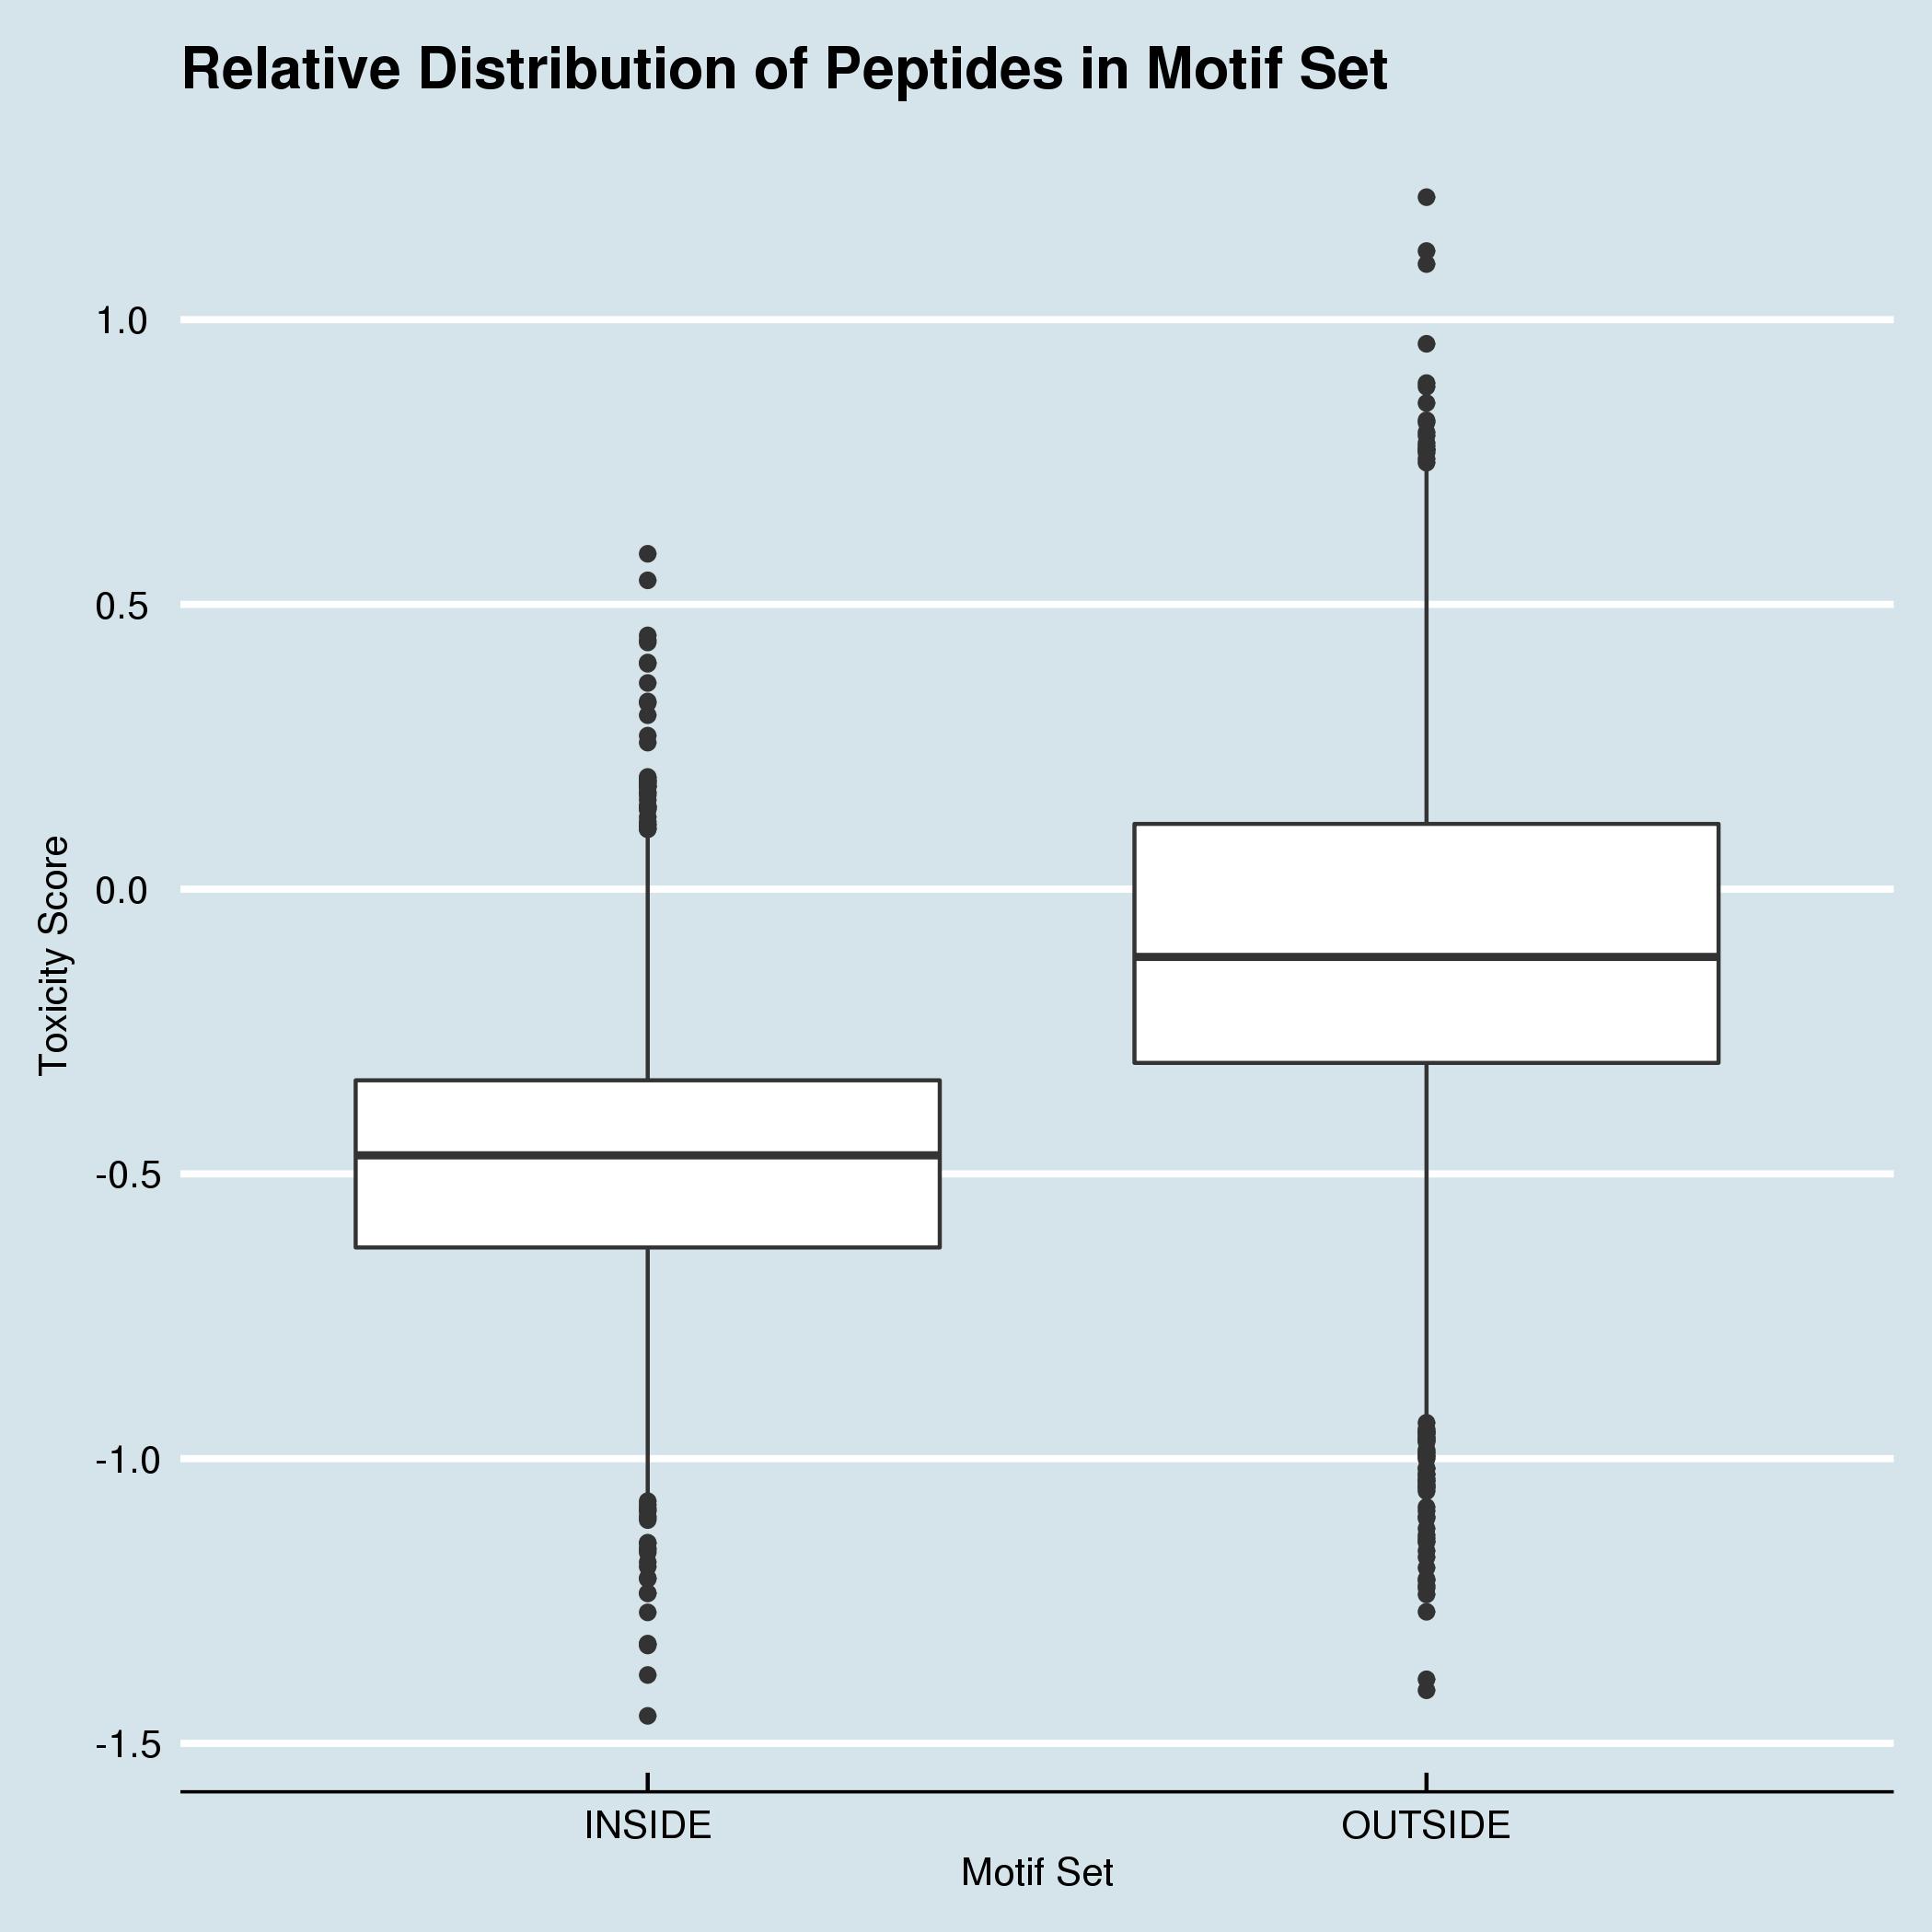 Relative Distribution of Peptides in Motif Set
1.0
0.5
0.0
-0.5
-1.0
-1.5
Toxicity Score
INSIDE
OUTSIDE
Motif Set